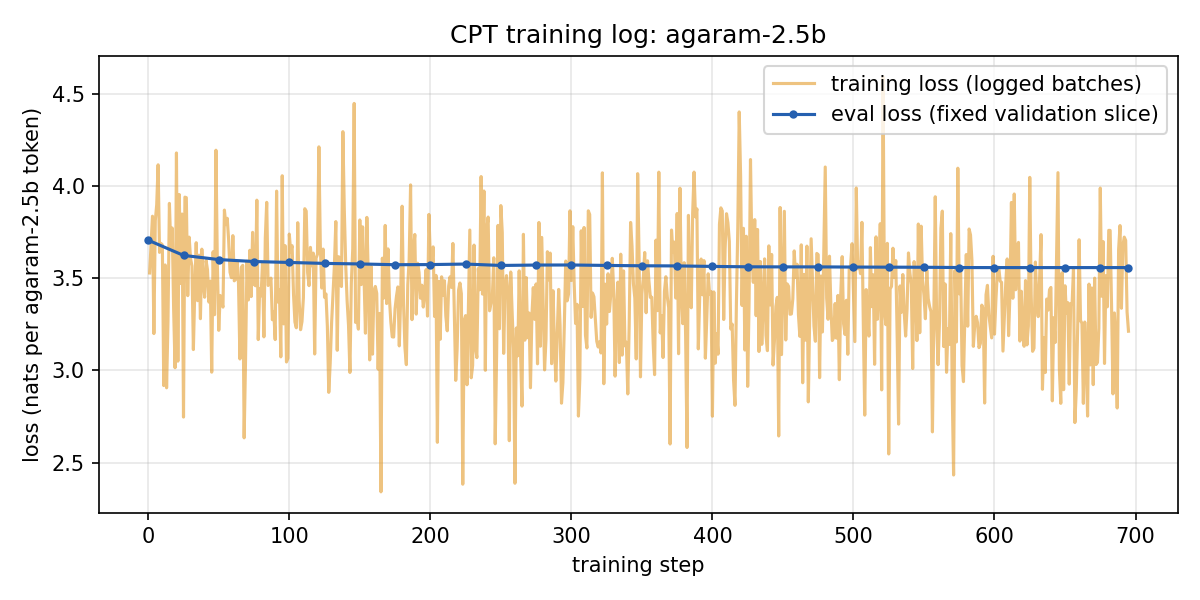 CPT training log: agaram-2.5b
training loss (logged batches)
eval loss (fixed validation slice)
loss (nats per agaram-2.5b token)
4.5
4.0
3.5
3.0
2.5
0 100 200 300 400 500 600 700
training step